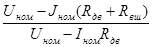 U_ном − J_ном(R_дв + R_вш)
U_ном − I_ном R_дв